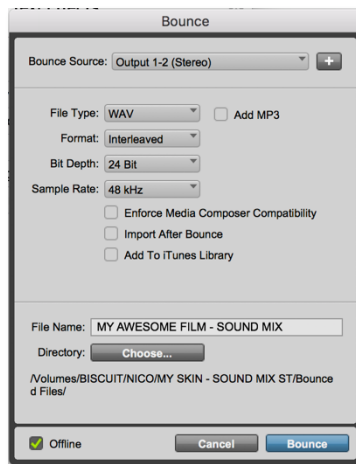 Bounce
Bounce Source: Output 1-2 (Stereo) +
File Type: WAV Add MP3
Format: Interleaved
Bit Depth: 24 Bit
Sample Rate: 48 kHz
Enforce Media Composer Compatibility
Import After Bounce
Add To iTunes Library
File Name: MY AWESOME FILM - SOUND MIX
Directory: Choose...
/Volumes/BISCUIT/NICO/MY SKIN - SOUND MIX ST/Bounce
d Files/
Offline Cancel Bounce